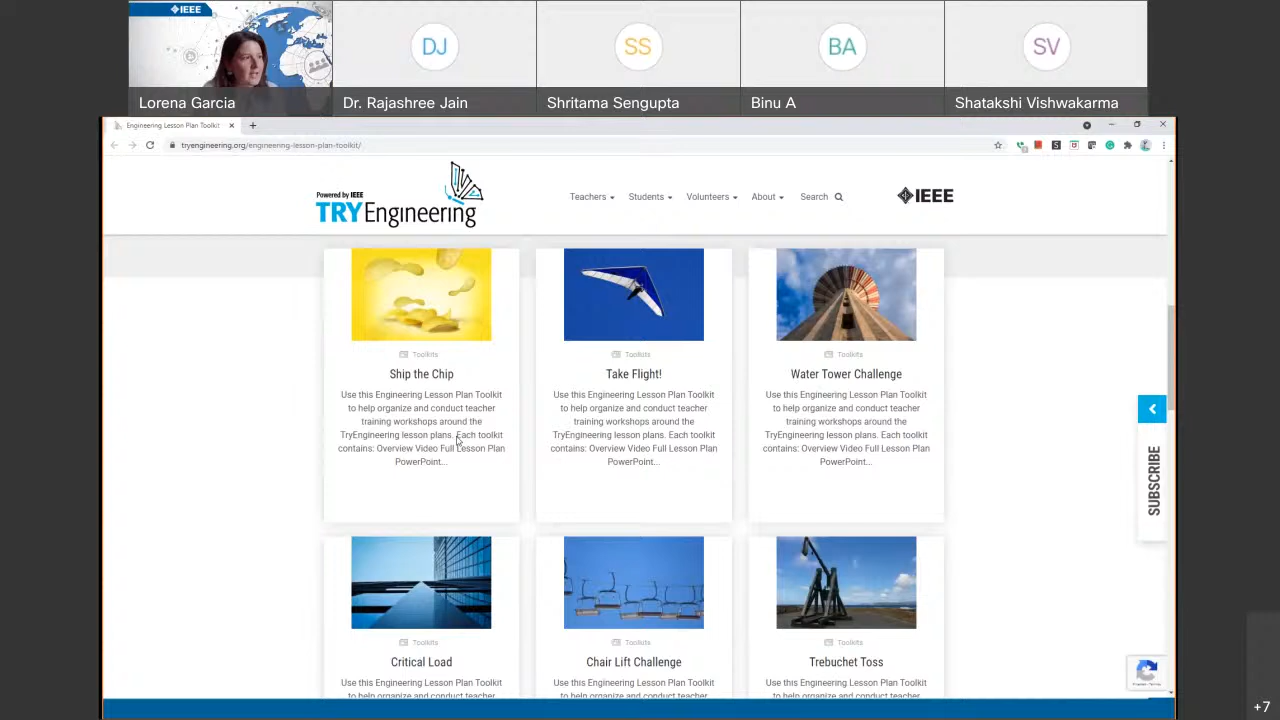 IEEE
DJ
SS
BA
SV
Lorena Garcia
Dr. Rajashree Jain
Shritama Sengupta
Binu A
Shatakshi Vishwakarma
Engineering Lesson Plan Toolkit
tryengineering.org/engineering-lesson-plan-toolkit/
Powered by IEEE
TRYEngineering
Teachers
Students
Volunteers
About
Search
IEEE
Toolkits
Ship the Chip
Use this Engineering Lesson Plan Toolkit
to help organize and conduct teacher
training workshops around the
TryEngineering lesson plans. Each toolkit
contains: Overview Video Full Lesson Plan
PowerPoint...
Toolkits
Take Flight!
Use this Engineering Lesson Plan Toolkit
to help organize and conduct teacher
training workshops around the
TryEngineering lesson plans. Each toolkit
contains: Overview Video Full Lesson Plan
PowerPoint...
Toolkits
Water Tower Challenge
Use this Engineering Lesson Plan Toolkit
to help organize and conduct teacher
training workshops around the
TryEngineering lesson plans. Each toolkit
contains: Overview Video Full Lesson Plan
PowerPoint...
SUBSCRIBE
Toolkits
Critical Load
Use this Engineering Lesson Plan Toolkit
to help organize and conduct teacher
Toolkits
Chair Lift Challenge
Use this Engineering Lesson Plan Toolkit
to help organize and conduct teacher
Toolkits
Trebuchet Toss
Use this Engineering Lesson Plan Toolkit
to help organize and conduct teacher
+7